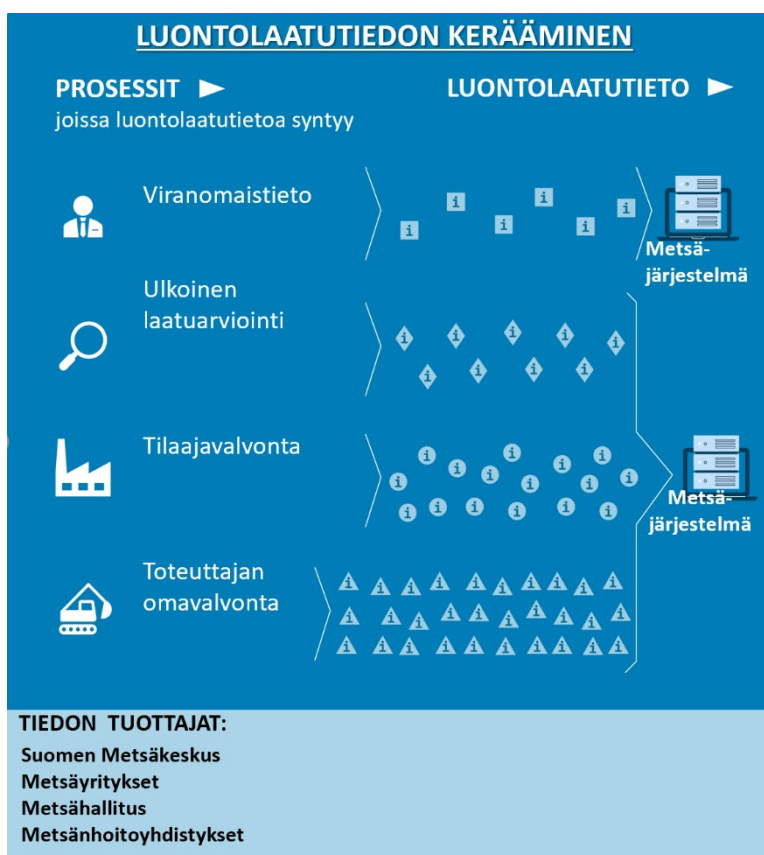 LUONTOLAATUTIEDON KERÄÄMINEN
PROSESSIT
joissa luontolaatutietoa syntyy
LUONTOLAATUTIETO
Viranomaistieto
Metsä-
järjestelmä
Ulkoinen
laatuarviointi
Tilaajavalvonta
Metsä-
järjestelmä
Toteuttajan
omavalvonta
TIEDON TUOTTAJAT:
Suomen Metsäkeskus
Metsäyritykset
Metsähallitus
Metsänhoitoyhdistykset